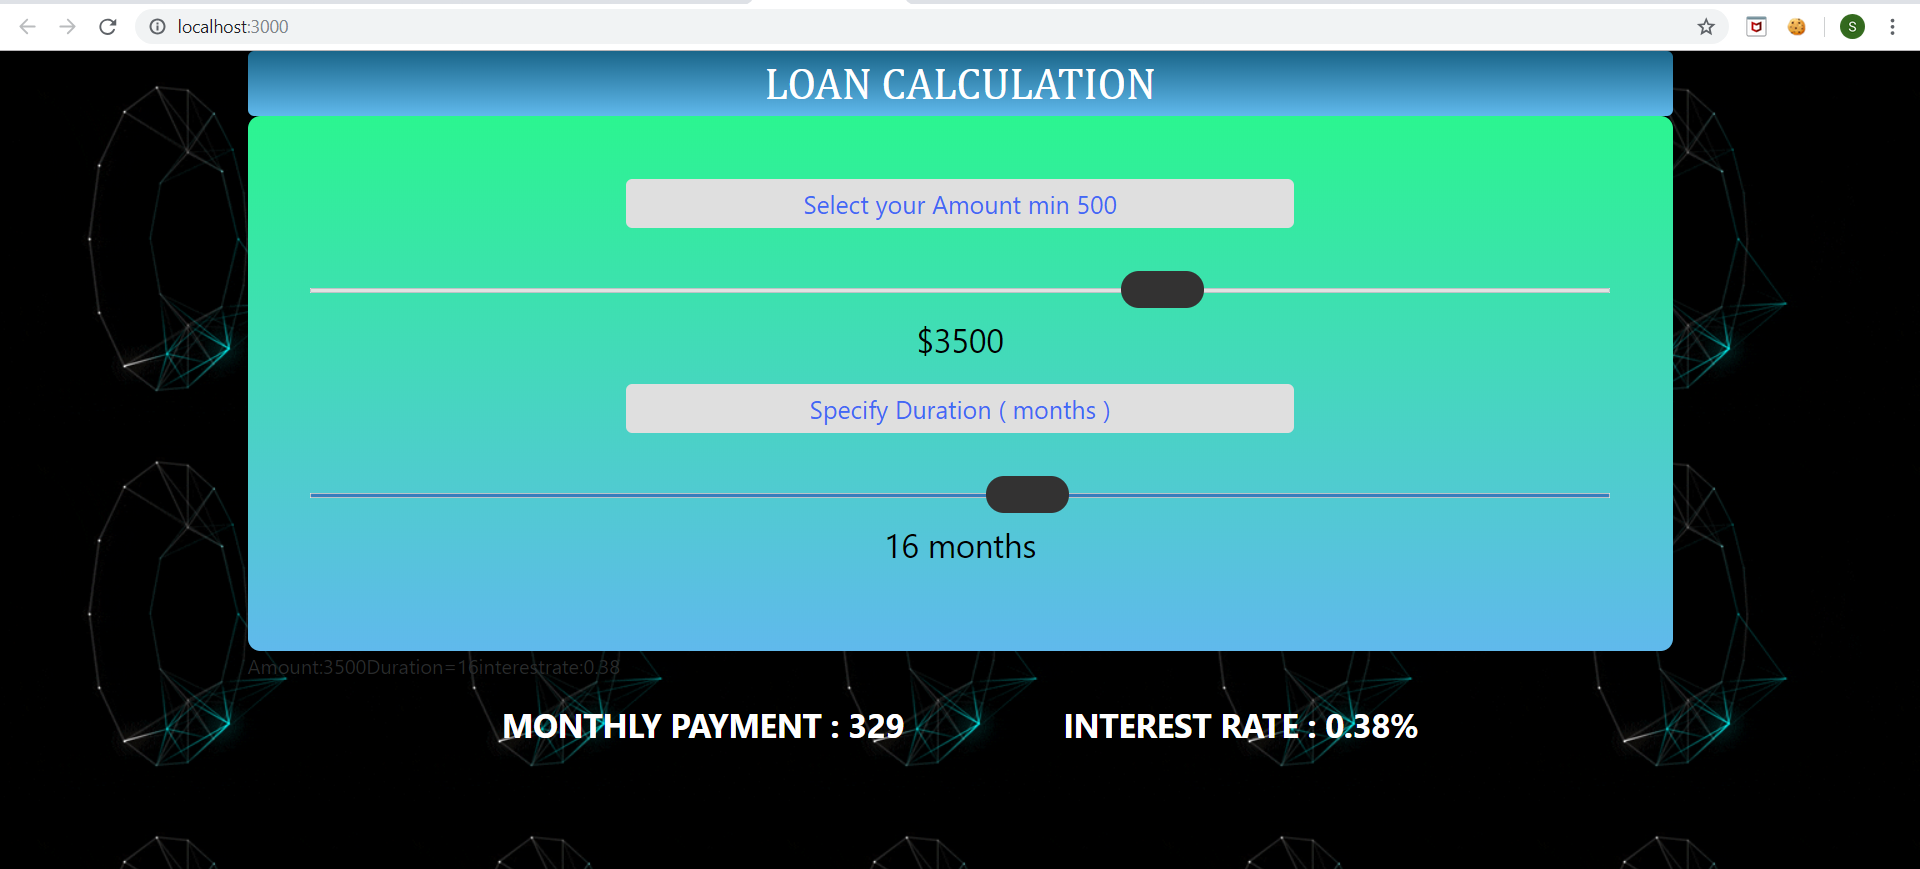 localhost:3000
S
LOAN CALCULATION
Select your Amount min 500
$3500
Specify Duration ( months )
16 months
Amount:3500Duration=16interestrate:0.38
MONTHLY PAYMENT : 329 INTEREST RATE : 0.38%